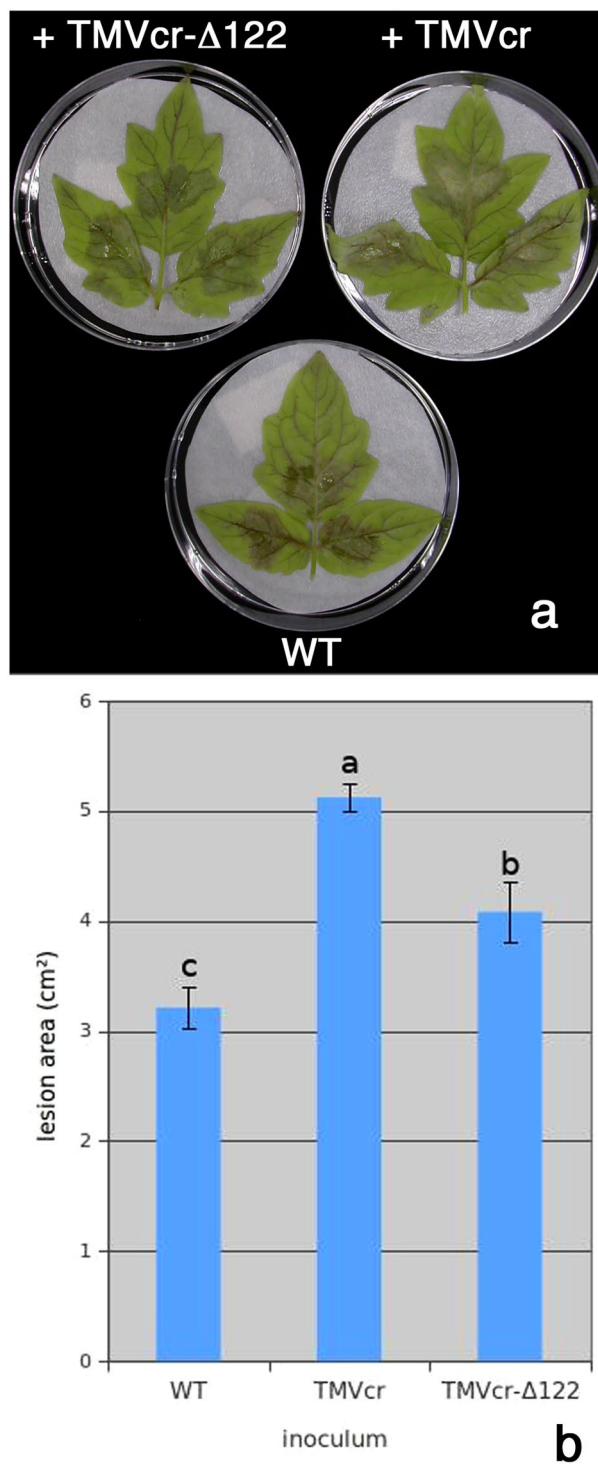 + TMVcr-Δ122 + TMVcr
WT
a
6
5
4
3
2
1
0
lesion area (cm²)
c
a
b
WT TMVcr TMVcr-Δ122
inoculum
b